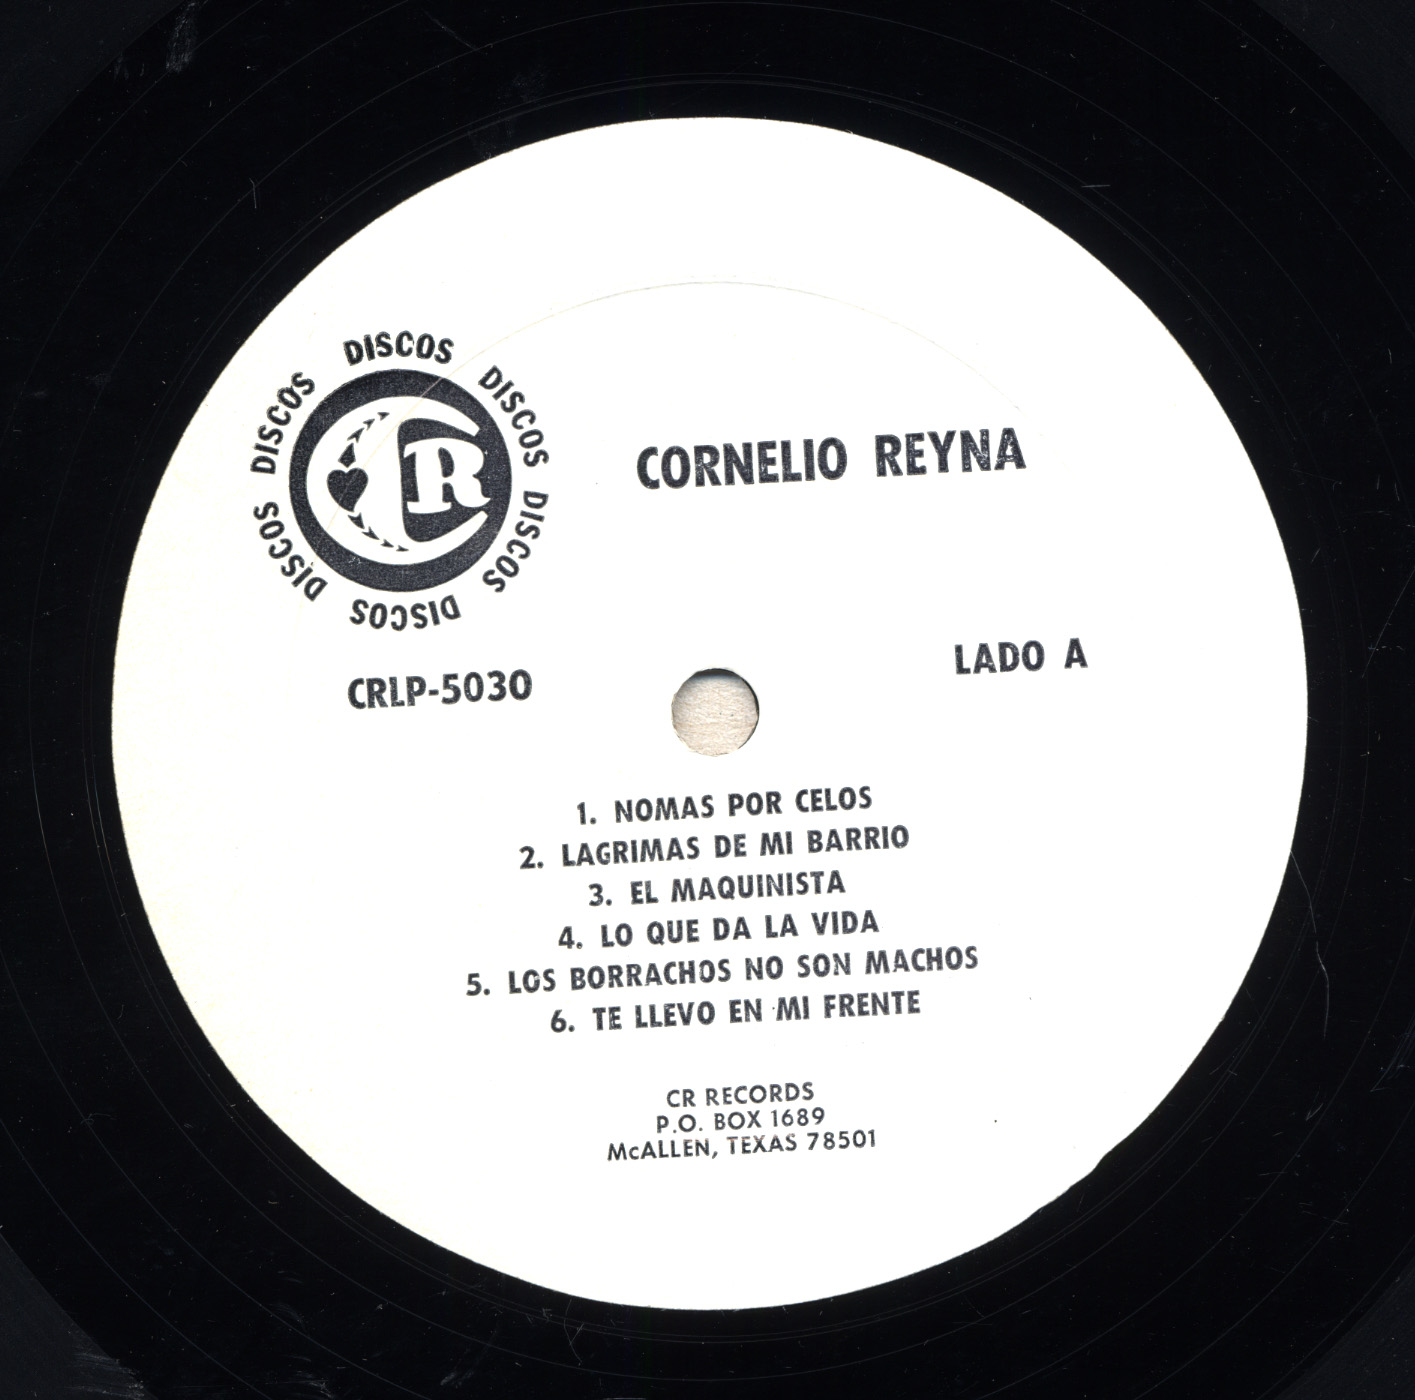 DISCOS DISCOS DISCOS DISCOS DISCOS DISCOS DISCOS
CR
CORNELIO REYNA
LADO A
CRLP-5030
1. NOMAS POR CELOS
2. LAGRIMAS DE MI BARRIO
3. EL MAQUINISTA
4. LO QUE DA LA VIDA
5. LOS BORRACHOS NO SON MACHOS
6. TE LLEVO EN MI FRENTE
CR RECORDS
P.O. BOX 1689
McALLEN, TEXAS 78501